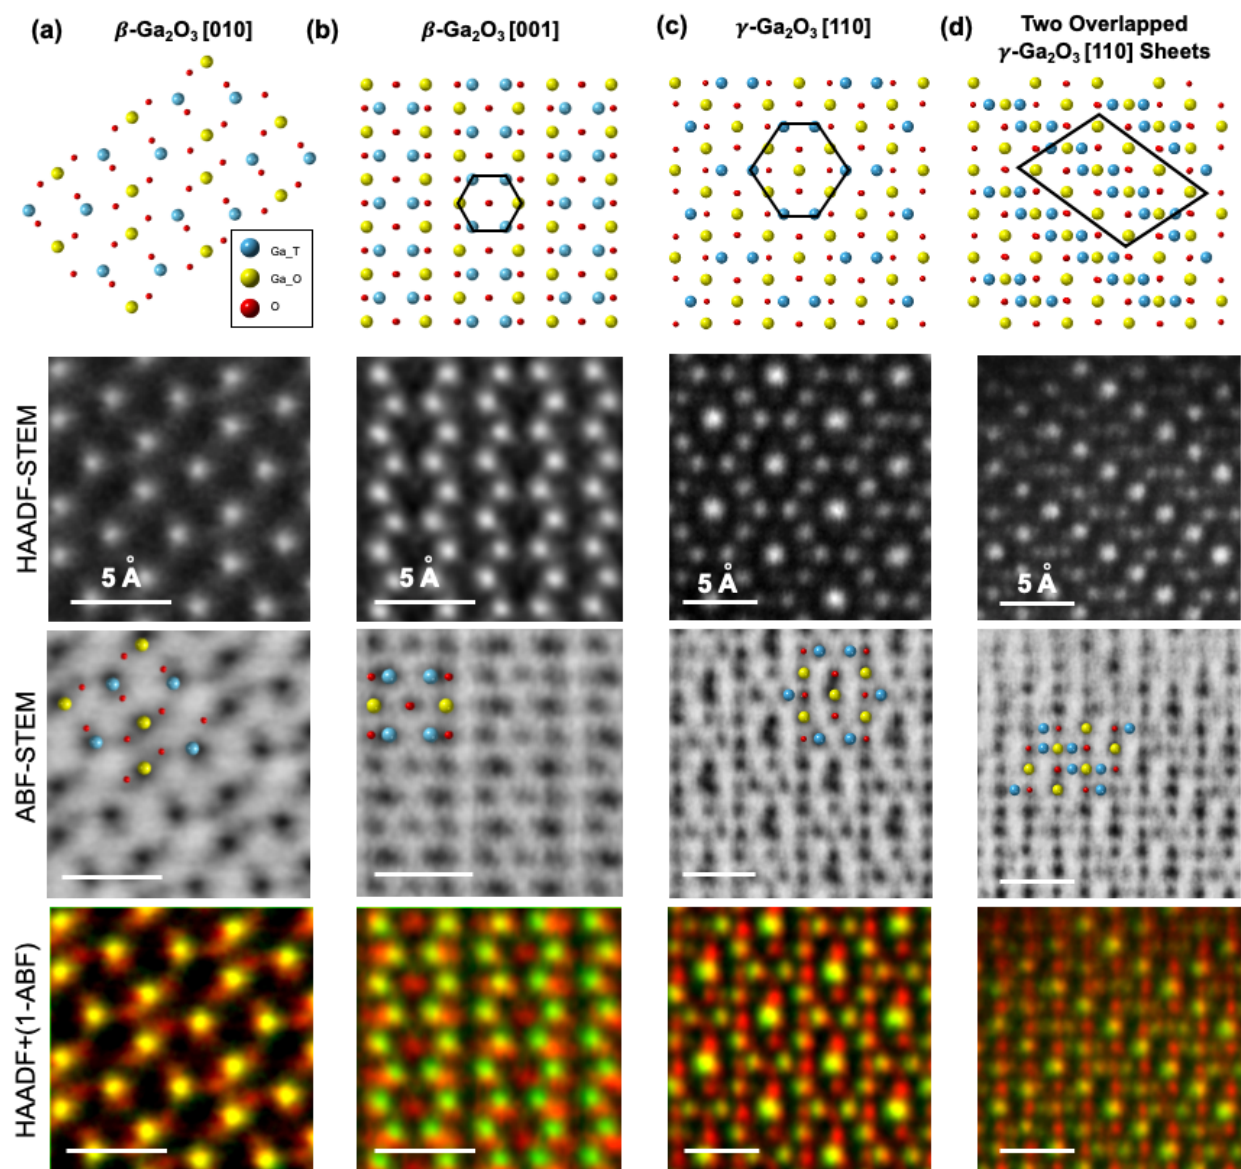 (a) β-Ga₂O₃ [010]
(b) β-Ga₂O₃ [001]
(c) γ-Ga₂O₃ [110]
(d) Two Overlapped
γ-Ga₂O₃ [110] Sheets
Ga_T
Ga_O
O
HAADF-STEM
5 Å
5 Å
5 Å
5 Å
ABF-STEM
HAADF+(1-ABF)